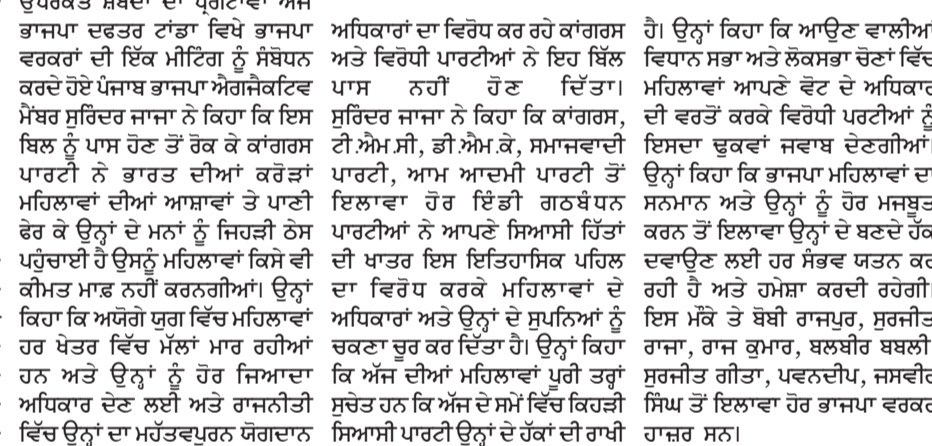 ਭਾਜਪਾ ਦਫਤਰ ਟਾਂਡਾ ਵਿਖੇ ਭਾਜਪਾ
ਵਰਕਰਾਂ ਦੀ ਇੱਕ ਮੀਟਿੰਗ ਨੂੰ ਸੰਬੋਧਨ
ਕਰਦੇ ਹੋਏ ਪੰਜਾਬ ਭਾਜਪਾ ਐਗਜੈਕਟਿਵ
ਮੈਂਬਰ ਸੁਰਿੰਦਰ ਜਾਜਾ ਨੇ ਕਿਹਾ ਕਿ ਇਸ
ਬਿਲ ਨੂੰ ਪਾਸ ਹੋਣ ਤੋਂ ਰੋਕ ਕੇ ਕਾਂਗਰਸ
ਪਾਰਟੀ ਨੇ ਭਾਰਤ ਦੀਆਂ ਕਰੋੜਾਂ
ਮਹਿਲਾਵਾਂ ਦੀਆਂ ਆਸ਼ਾਵਾਂ ਤੇ ਪਾਣੀ
ਫੇਰ ਕੇ ਉਨ੍ਹਾਂ ਦੇ ਮਨਾਂ ਨੂੰ ਜਿਹੜੀ ਠੇਸ
ਪਹੁੰਚਾਈ ਹੈ ਉਸਨੂੰ ਮਹਿਲਾਵਾਂ ਕਿਸੇ ਵੀ
ਕੀਮਤ ਮਾਫ਼ ਨਹੀਂ ਕਰਨਗੀਆਂ। ਉਨ੍ਹਾਂ
ਕਿਹਾ ਕਿ ਅਯੋਗੇ ਯੁਗ ਵਿੱਚ ਮਹਿਲਾਵਾਂ
ਹਰ ਖੇਤਰ ਵਿੱਚ ਮੱਲਾਂ ਮਾਰ ਰਹੀਆਂ
ਹਨ ਅਤੇ ਉਨ੍ਹਾਂ ਨੂੰ ਹੋਰ ਜਿਆਦਾ
ਅਧਿਕਾਰ ਦੇਣ ਲਈ ਅਤੇ ਰਾਜਨੀਤੀ
ਵਿੱਚ ਉਨ੍ਹਾਂ ਦਾ ਮਹੱਤਵਪੂਰਨ ਯੋਗਦਾਨ
ਅਧਿਕਾਰਾਂ ਦਾ ਵਿਰੋਧ ਕਰ ਰਹੇ ਕਾਂਗਰਸ
ਅਤੇ ਵਿਰੋਧੀ ਪਾਰਟੀਆਂ ਨੇ ਇਹ ਬਿੱਲ
ਪਾਸ ਨਹੀਂ ਹੋਣ ਦਿੱਤਾ।
ਸੁਰਿੰਦਰ ਜਾਜਾ ਨੇ ਕਿਹਾ ਕਿ ਕਾਂਗਰਸ,
ਟੀ.ਐਮ.ਸੀ, ਡੀ.ਐਮ.ਕੇ, ਸਮਾਜਵਾਦੀ
ਪਾਰਟੀ, ਆਮ ਆਦਮੀ ਪਾਰਟੀ ਤੋਂ
ਇਲਾਵਾ ਹੋਰ ਇੰਡੀ ਗਠਬੰਧਨ
ਪਾਰਟੀਆਂ ਨੇ ਆਪਣੇ ਸਿਆਸੀ ਹਿੱਤਾਂ
ਦੀ ਖਾਤਰ ਇਸ ਇਤਿਹਾਸਿਕ ਪਹਿਲ
ਦਾ ਵਿਰੋਧ ਕਰਕੇ ਮਹਿਲਾਵਾਂ ਦੇ
ਅਧਿਕਾਰਾਂ ਅਤੇ ਉਨ੍ਹਾਂ ਦੇ ਸੁਪਨਿਆਂ ਨੂੰ
ਚਕਣਾ ਚੂਰ ਕਰ ਦਿੱਤਾ ਹੈ। ਉਨ੍ਹਾਂ ਕਿਹਾ
ਕਿ ਅੱਜ ਦੀਆਂ ਮਹਿਲਾਵਾਂ ਪੂਰੀ ਤਰ੍ਹਾਂ
ਸੁਚੇਤ ਹਨ ਕਿ ਅੱਜ ਦੇ ਸਮੇਂ ਵਿੱਚ ਕਿਹੜੀ
ਸਿਆਸੀ ਪਾਰਟੀ ਉਨ੍ਹਾਂ ਦੇ ਹੱਕਾਂ ਦੀ ਰਾਖੀ
ਹੈ। ਉਨ੍ਹਾਂ ਕਿਹਾ ਕਿ ਆਉਣ ਵਾਲੀਆਂ
ਵਿਧਾਨ ਸਭਾ ਅਤੇ ਲੋਕਸਭਾ ਚੋਣਾਂ ਵਿੱਚ
ਮਹਿਲਾਵਾਂ ਆਪਣੇ ਵੋਟ ਦੇ ਅਧਿਕਾਰ
ਦੀ ਵਰਤੋਂ ਕਰਕੇ ਵਿਰੋਧੀ ਪਰਟੀਆਂ ਨੂੰ
ਇਸਦਾ ਢੁਕਵਾਂ ਜਵਾਬ ਦੇਣਗੀਆਂ।
ਉਨ੍ਹਾਂ ਕਿਹਾ ਕਿ ਭਾਜਪਾ ਮਹਿਲਾਵਾਂ ਦਾ
ਸਨਮਾਨ ਅਤੇ ਉਨ੍ਹਾਂ ਨੂੰ ਹੋਰ ਮਜਬੂਤ
ਕਰਨ ਤੋਂ ਇਲਾਵਾ ਉਨ੍ਹਾਂ ਦੇ ਬਣਦੇ ਹੱਕ
ਦਵਾਉਣ ਲਈ ਹਰ ਸੰਭਵ ਯਤਨ ਕਰ
ਰਹੀ ਹੈ ਅਤੇ ਹਮੇਸ਼ਾ ਕਰਦੀ ਰਹੇਗੀ।
ਇਸ ਮੌਕੇ ਤੇ ਬੋਬੀ ਰਾਜਪੁਰ, ਸੁਰਜੀਤ
ਰਾਜਾ, ਰਾਜ ਕੁਮਾਰ, ਬਲਬੀਰ ਬਬਲੀ
ਸੁਰਜੀਤ ਗੀਤਾ, ਪਵਨਦੀਪ, ਜਸਵੀਰ
ਸਿੰਘ ਤੋਂ ਇਲਾਵਾ ਹੋਰ ਭਾਜਪਾ ਵਰਕਰ
ਹਾਜ਼ਰ ਸਨ।